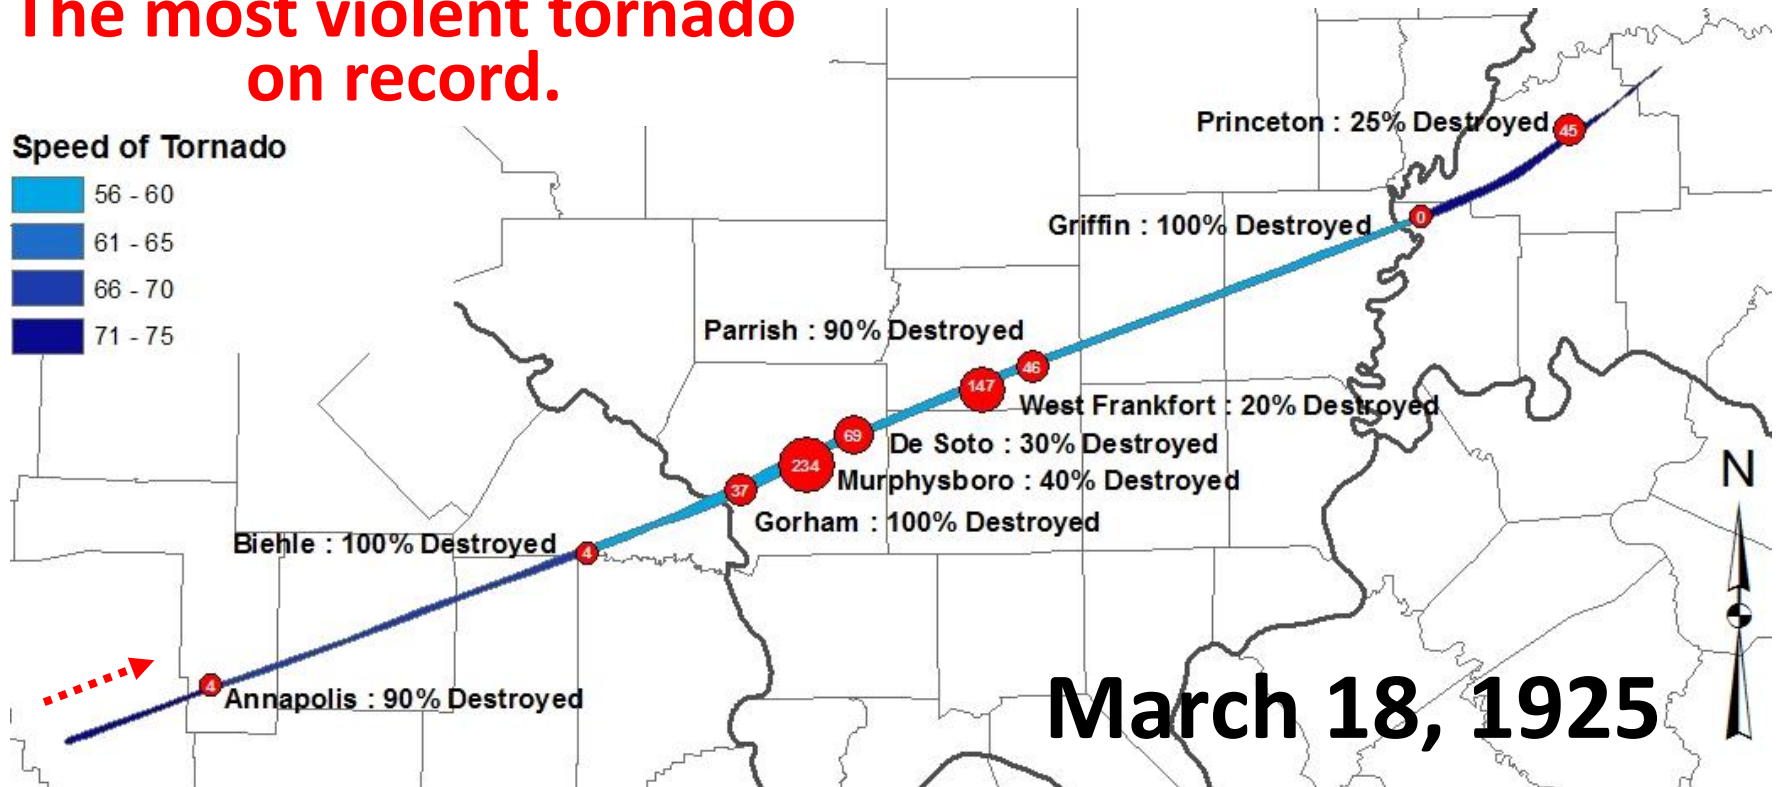 The most violent tornado
on record.
Speed of Tornado
56 - 60
61 - 65
66 - 70
71 - 75
Princeton : 25% Destroyed
45
Griffin : 100% Destroyed
0
Parrish : 90% Destroyed
46
147
West Frankfort : 20% Destroyed
69
De Soto : 30% Destroyed
234
Murphysboro : 40% Destroyed
37
Gorham : 100% Destroyed
Biehle : 100% Destroyed
4
4
Annapolis : 90% Destroyed
N
March 18, 1925